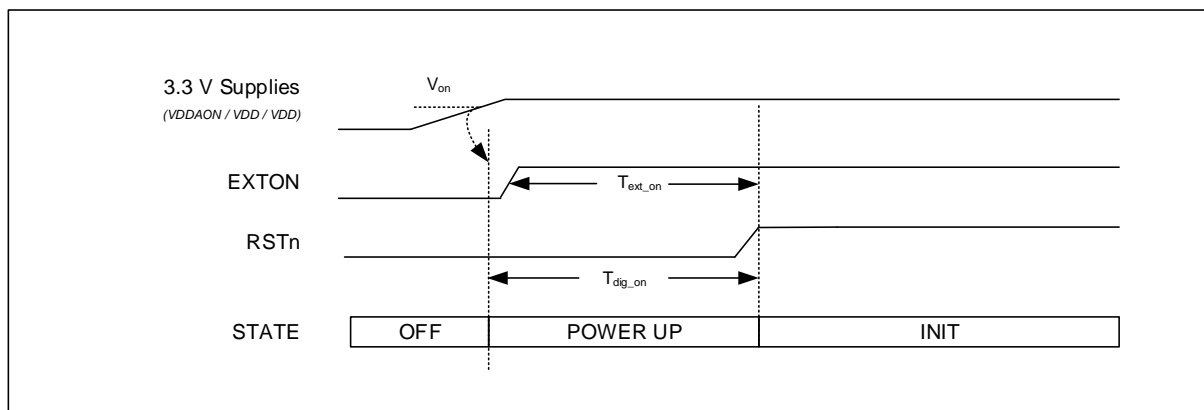 3.3 V Supplies
Von
(VDDAON / VDD / VDD)
EXTON
Text_on
RSTn
Tdig_on
STATE
OFF
POWER UP
INIT